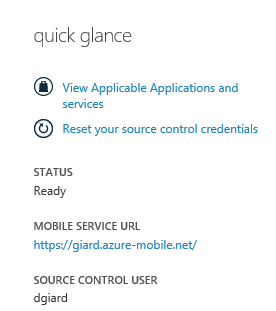 quick glance
View Applicable Applications and
services
Reset your source control credentials
STATUS
Ready
MOBILE SERVICE URL
https://giard.azure-mobile.net/
SOURCE CONTROL USER
dgiard